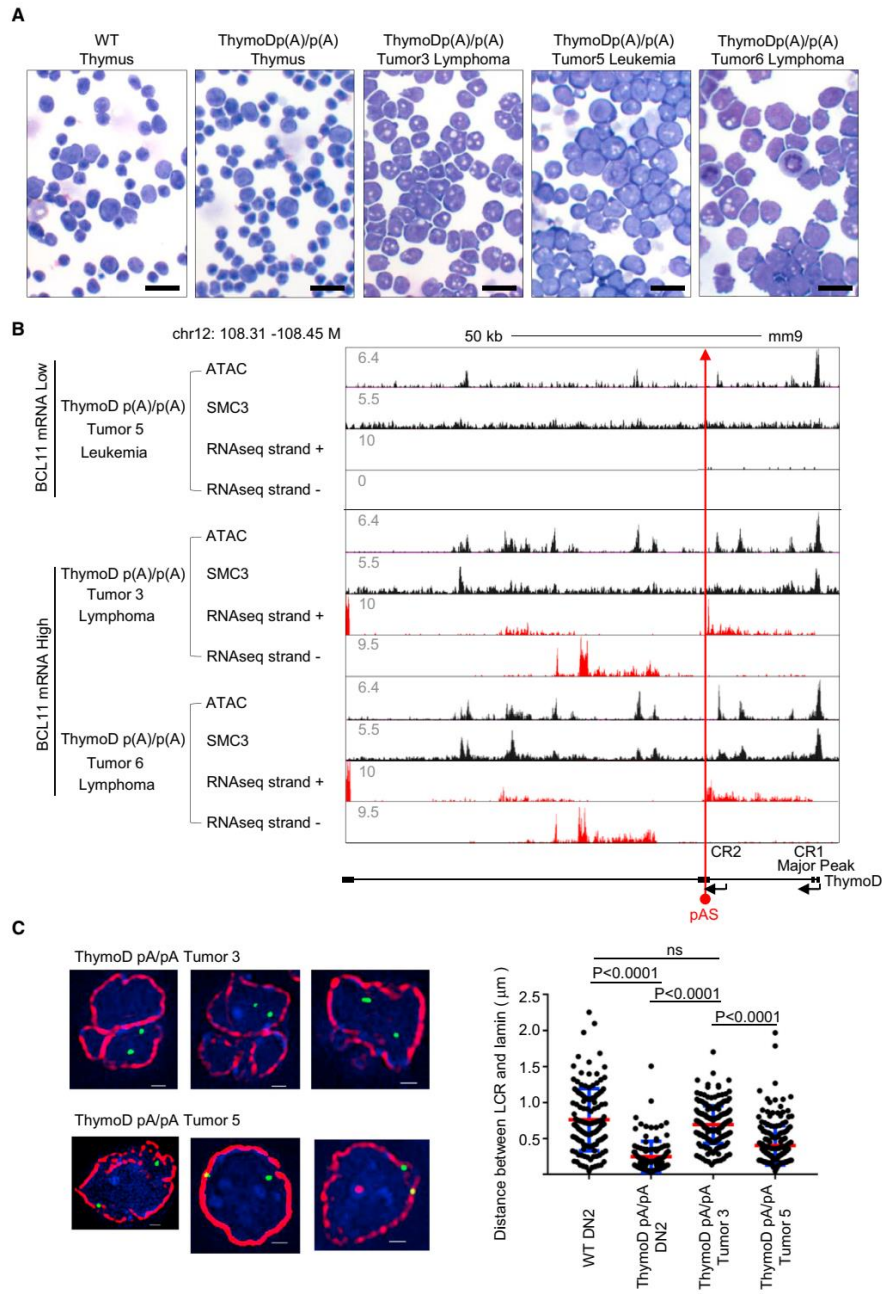 A
WT
Thymus
ThymoDp(A)/p(A)
Thymus
ThymoDp(A)/p(A)
Tumor3 Lymphoma
ThymoDp(A)/p(A)
Tumor5 Leukemia
ThymoDp(A)/p(A)
Tumor6 Lymphoma
B
chr12: 108.31 -108.45 M
50 kb
mm9
BCL11 mRNA Low
ThymoD p(A)/p(A)
Tumor 5
Leukemia
ATAC
6.4
SMC3
5.5
RNAseq strand +
10
RNAseq strand -
0
BCL11 mRNA High
ThymoD p(A)/p(A)
Tumor 3
Lymphoma
ATAC
6.4
SMC3
5.5
RNAseq strand +
10
RNAseq strand -
9.5
ThymoD p(A)/p(A)
Tumor 6
Lymphoma
ATAC
6.4
SMC3
5.5
RNAseq strand +
10
RNAseq strand -
9.5
CR2
CR1
Major Peak
ThymoD
pAS
C
ThymoD pA/pA Tumor 3
ThymoD pA/pA Tumor 5
Distance between LCR and lamin ( μm )
ns
P<0.0001
P<0.0001
P<0.0001
2.5
2.0
1.5
1.0
0.5
WT DN2
ThymoD pA/pA
DN2
ThymoD pA/pA
Tumor 3
ThymoD pA/pA
Tumor 5